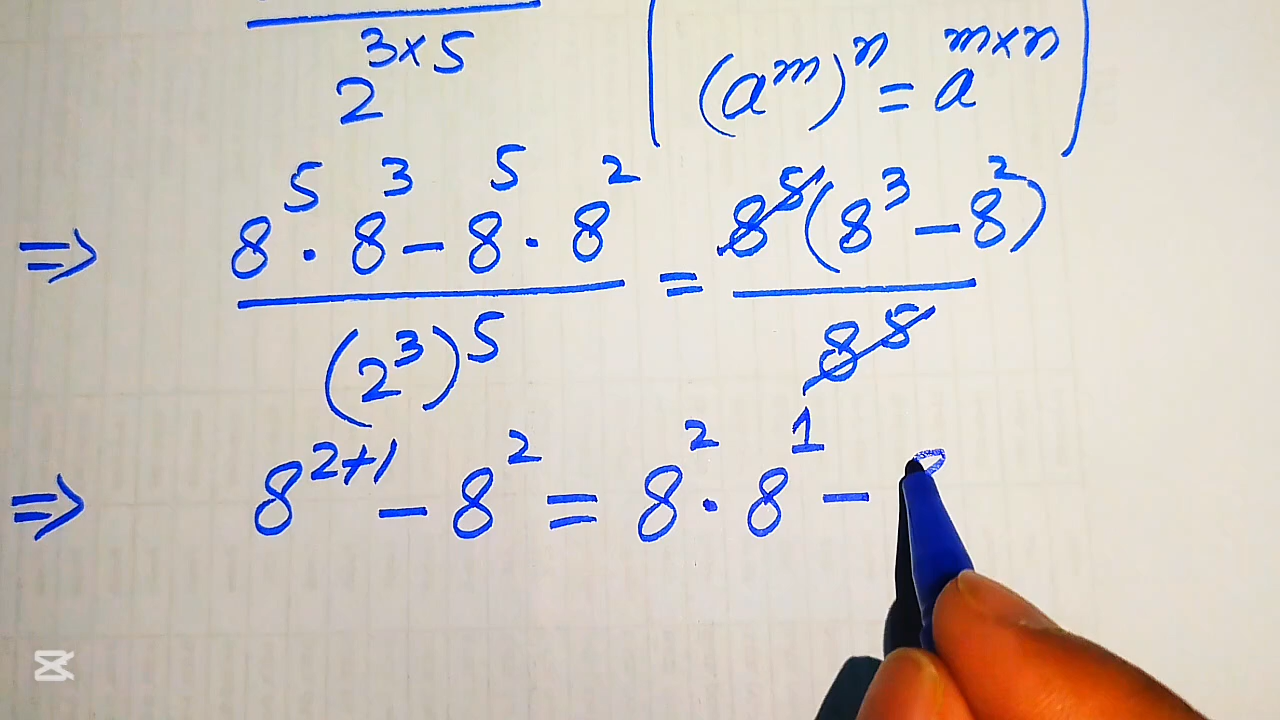 2^{3×5} ((a^m)^n = a^{m×n})
⇒ (8^5 · 8^3 − 8^5 · 8^2) / (2^3)^5 = 8^5(8^3 − 8^2) / 8^5
⇒ 8^{2+1} − 8^2 = 8^2 · 8^1 −